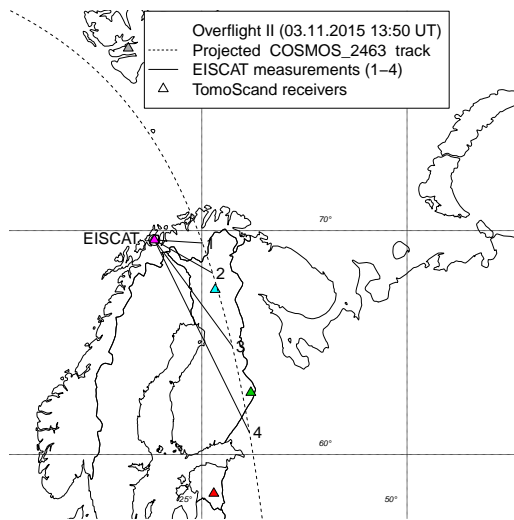 Overflight II (03.11.2015 13:50 UT)
Projected COSMOS_2463 track
EISCAT measurements (1−4)
TomoScand receivers
70°
EISCAT
1
2
3
4
60°
25°
50°